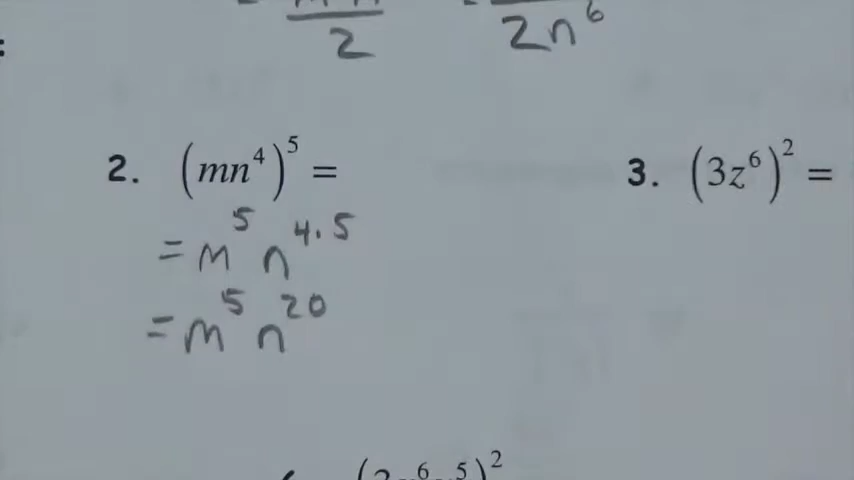 2 2n⁶
2. (mn⁴)⁵ = 3. (3z⁶)² =
= m⁵ n⁴·⁵
= m⁵ n²⁰